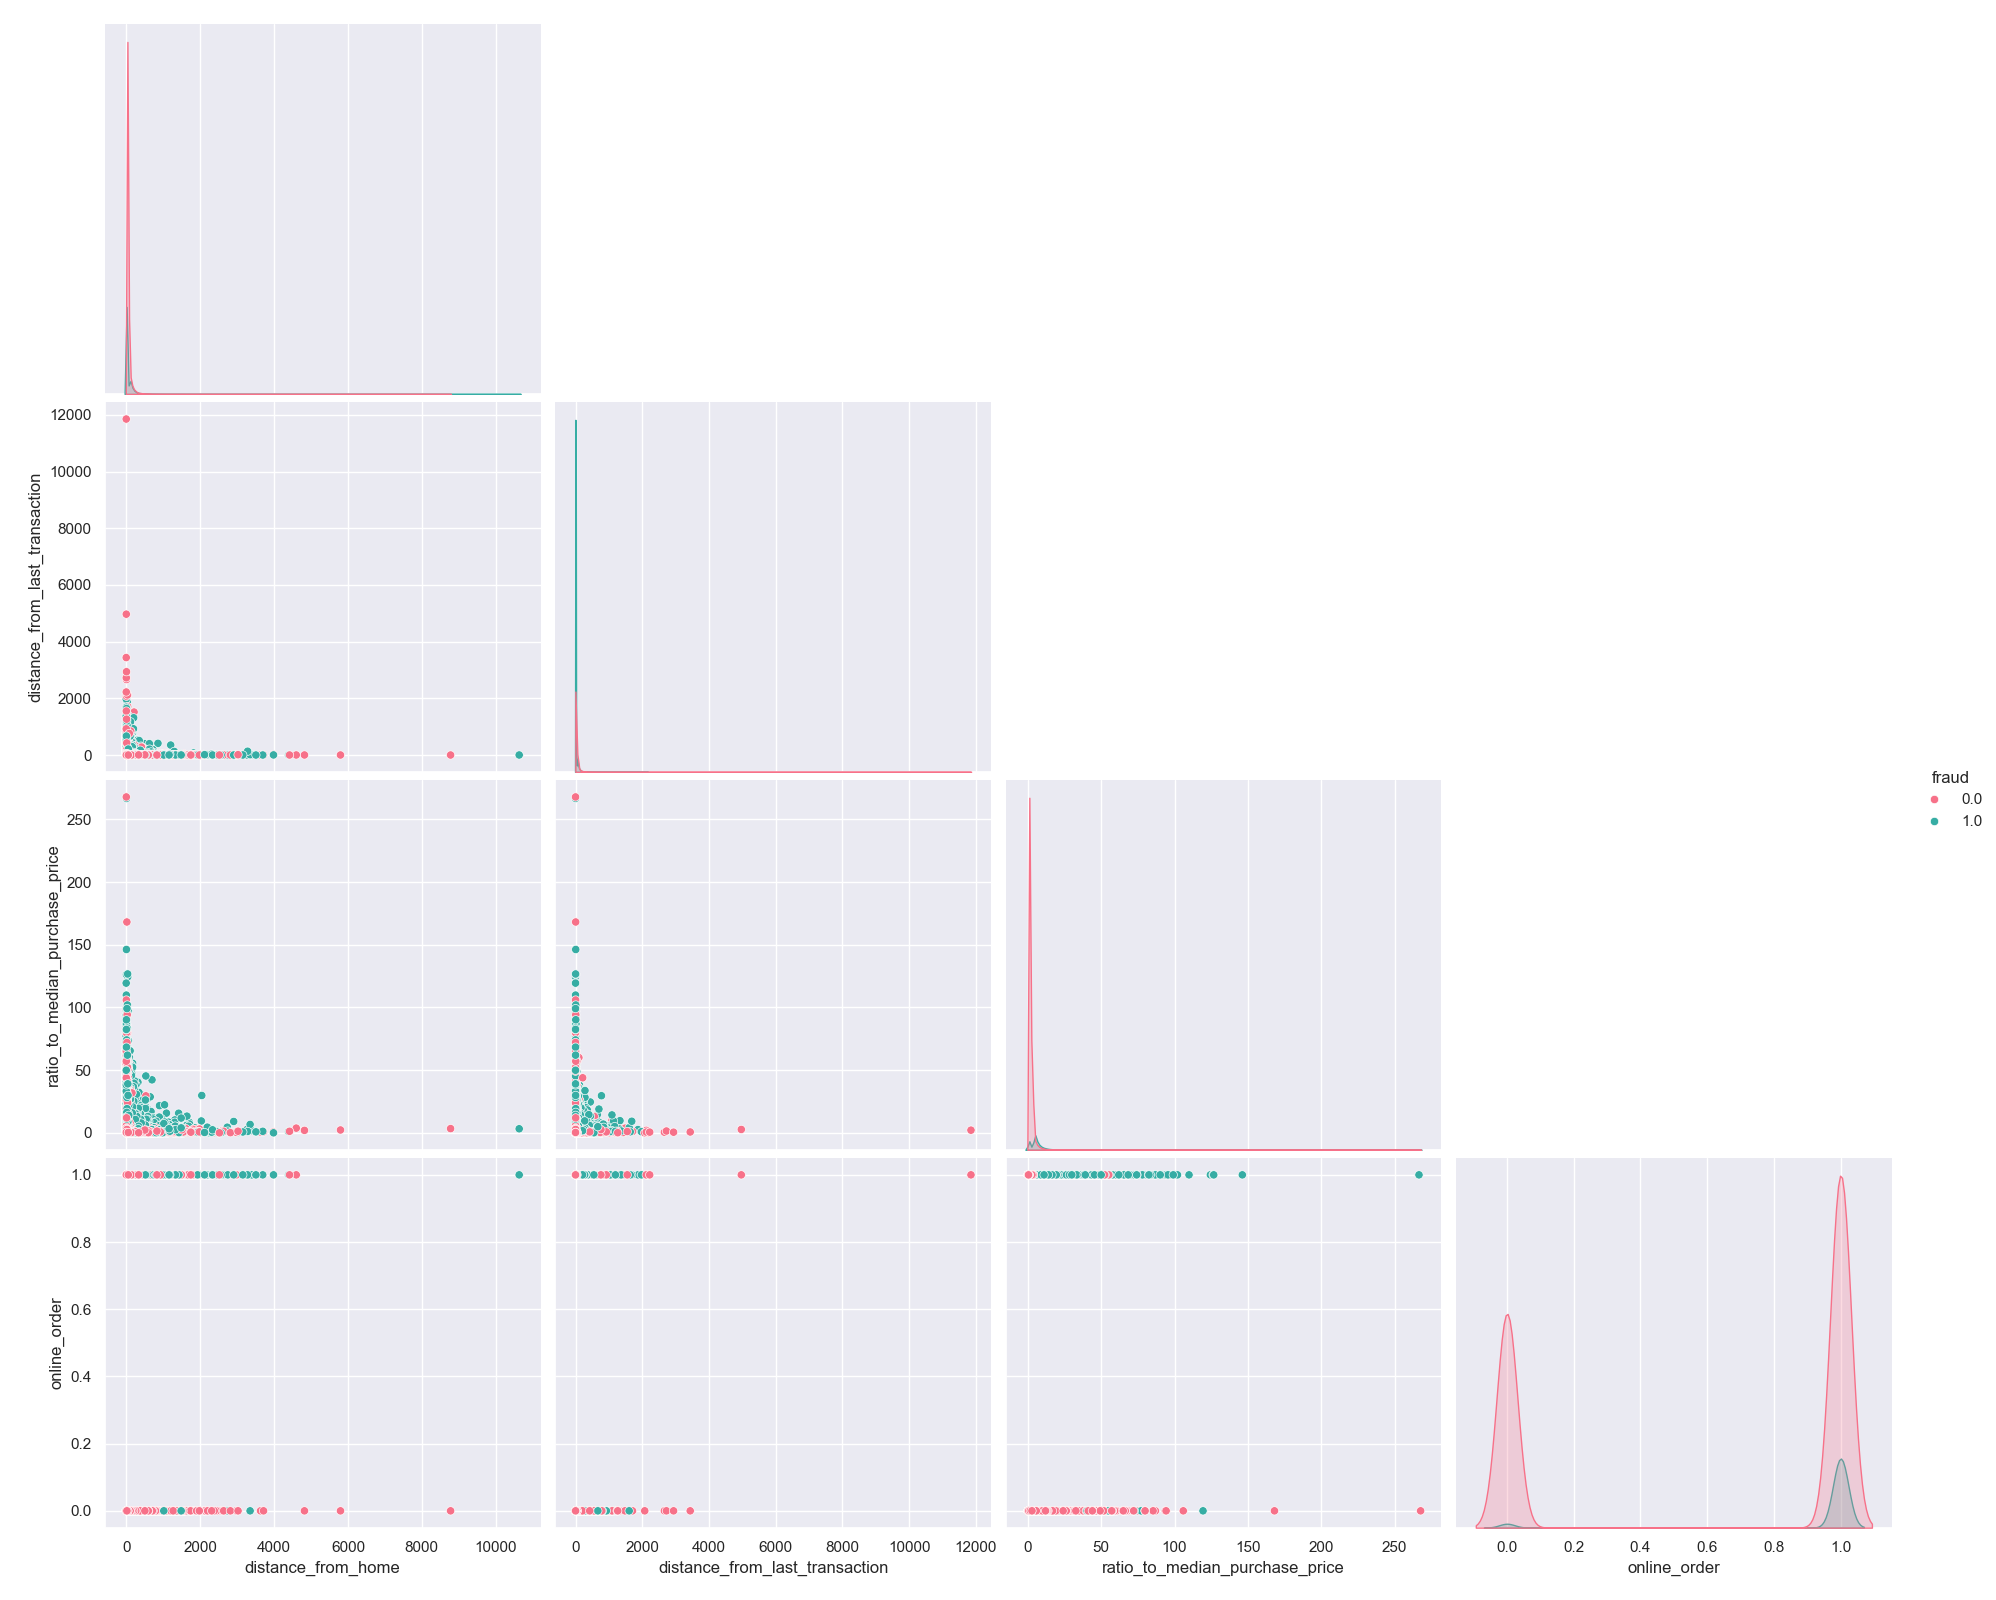 12000
10000
8000
6000
4000
2000
0
distance_from_last_transaction
250
200
150
100
50
0
ratio_to_median_purchase_price
fraud
0.0
1.0
1.0
0.8
0.6
0.4
0.2
0.0
online_order
0 2000 4000 6000 8000 10000
distance_from_home
0 2000 4000 6000 8000 10000 12000
distance_from_last_transaction
0 50 100 150 200 250
ratio_to_median_purchase_price
0.0 0.2 0.4 0.6 0.8 1.0
online_order